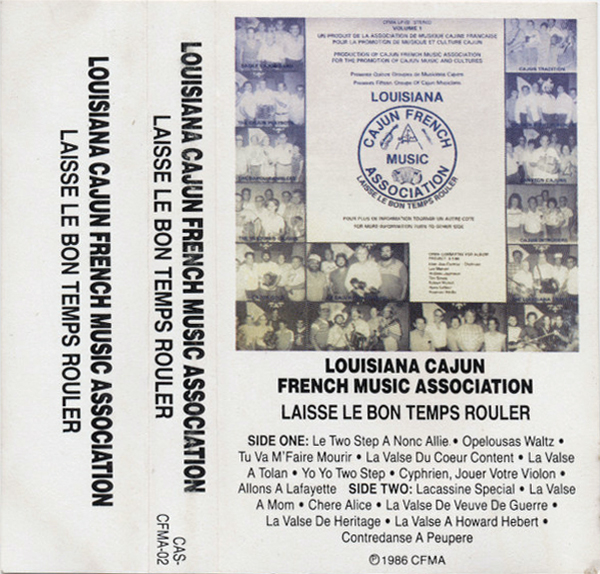 LOUISIANA CAJUN FRENCH MUSIC ASSOCIATION
LAISSE LE BON TEMPS ROULER
LOUISIANA CAJUN FRENCH MUSIC ASSOCIATION
LAISSE LE BON TEMPS ROULER
CAS-
CFMA-02
VOLUME 1
UN PRODUIT DE LA ASSOCIATION DE MUSIQUE CAJINE FRANCAISE
POUR LA PROMOTION DE MUSIQUE ET CULTURE CAJUN
PRODUCTION OF CAJUN FRENCH MUSIC ASSOCIATION
FOR THE PROMOTION OF CAJUN MUSIC AND CULTURES
Presents Fifteen Groups Of Cajun Musicians
LOUISIANA
CAJUN FRENCH
MUSIC
ASSOCIATION
LAISSE LE BON TEMPS ROULER
POUR PLUS DE INFORMATION TOURNER UN AUTRE COTE
FOR MORE INFORMATION TURN TO OTHER SIDE
CAJUN TRADITION
LOUISIANA CAJUN
FRENCH MUSIC ASSOCIATION
LAISSE LE BON TEMPS ROULER
SIDE ONE: Le Two Step A Nonc Allie • Opelousas Waltz •
Tu Va M'Faire Mourir • La Valse Du Coeur Content • La Valse
A Tolan • Yo Yo Two Step • Cyphrien, Jouer Votre Violon •
Allons A Lafayette SIDE TWO: Lacassine Special • La Valse
A Mom • Chere Alice • La Valse De Veuve De Guerre •
La Valse De Heritage • La Valse A Howard Hebert •
Contredanse A Peupere
℗1986 CFMA